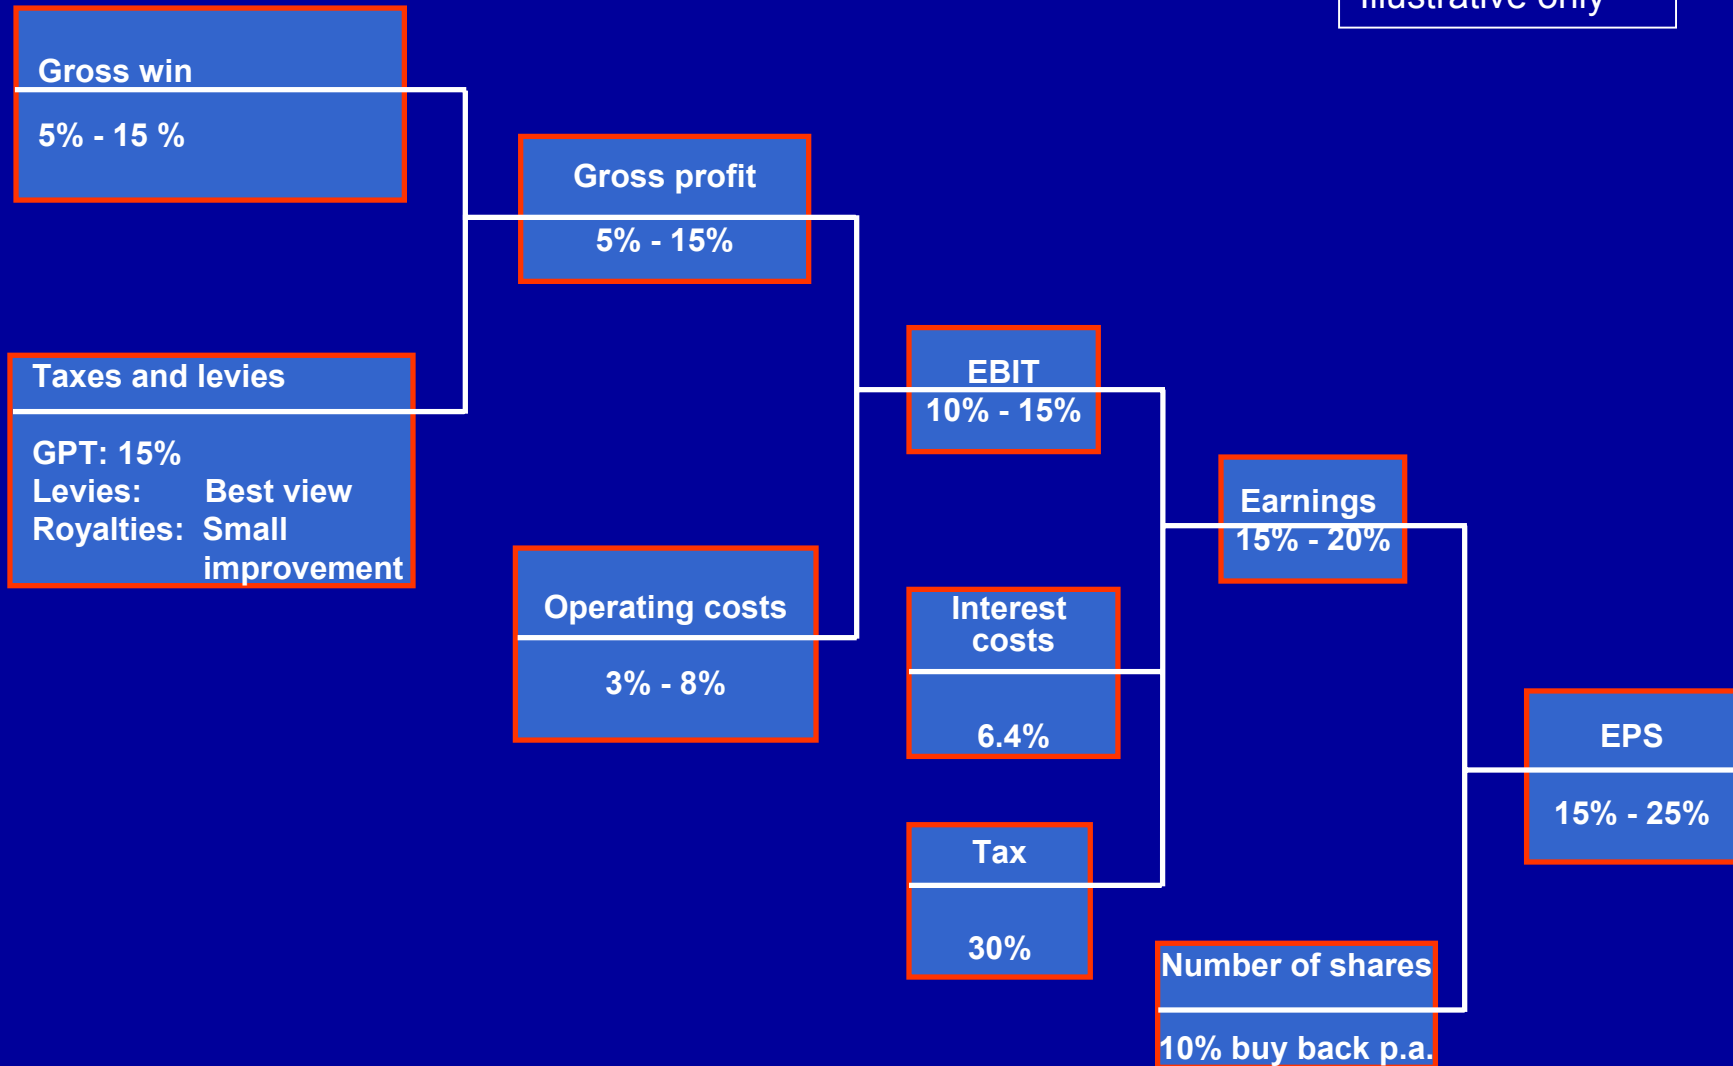 Illustrative only
Gross win
5% - 15 %
Gross profit
5% - 15%
Taxes and levies
GPT: 15%
Levies: Best view
Royalties: Small
improvement
EBIT
10% - 15%
Earnings
15% - 20%
Operating costs
3% - 8%
Interest
costs
6.4%
EPS
15% - 25%
Tax
30%
Number of shares
10% buy back p.a.